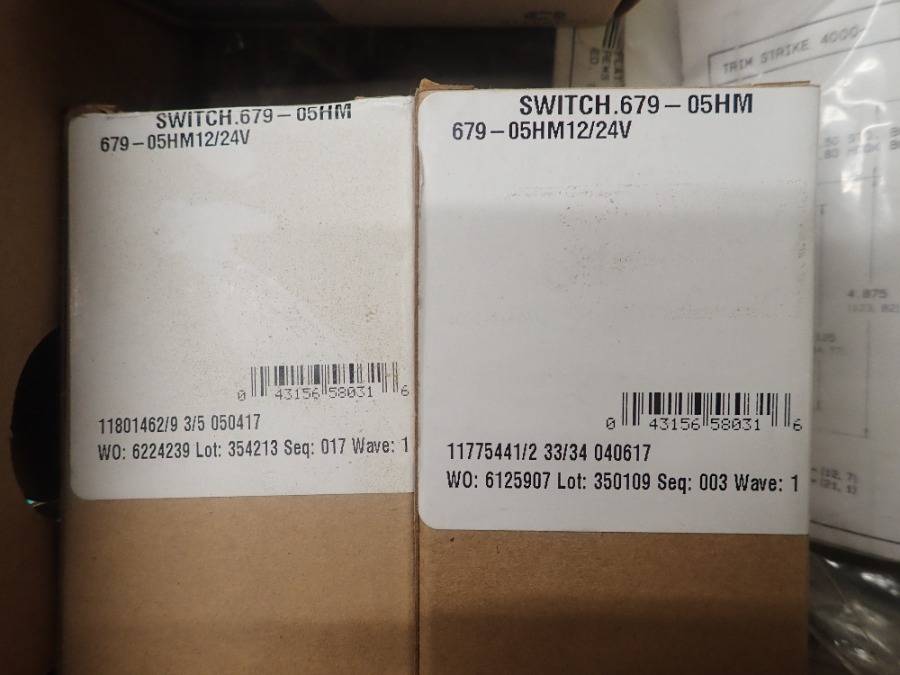 SWITCH.679-05HM
679-05HM12/24V
0 43156 58031 6
11801462/9 3/5 050417
WO: 6224239 Lot: 354213 Seq: 017 Wave: 1
SWITCH.679-05HM
679-05HM12/24V
0 43156 58031 6
11775441/2 33/34 040617
WO: 6125907 Lot: 350109 Seq: 003 Wave: 1
TRIM STRIKE 4000-
4.875